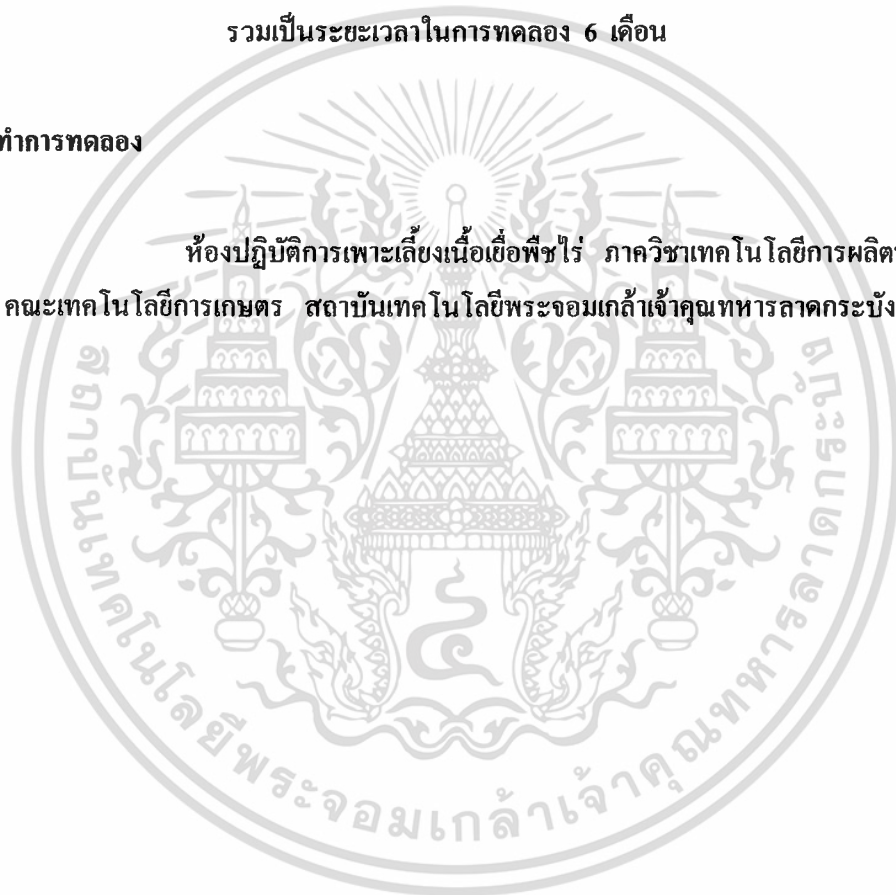 รวมเป็นระยะเวลาในการทดลอง 6 เดือน
ทำการทดลอง
ห้องปฏิบัติการเพาะเลี้ยงเนื้อเยื่อพืชไร่ ภาควิชาเทคโนโลยีการผลิต
คณะเทคโนโลยีการเกษตร สถาบันเทคโนโลยีพระจอมเกล้าเจ้าคุณทหารลาดกระบัง
สถาบันเทคโนโลยีพระจอมเกล้าเจ้าคุณทหารลาดกระบัง